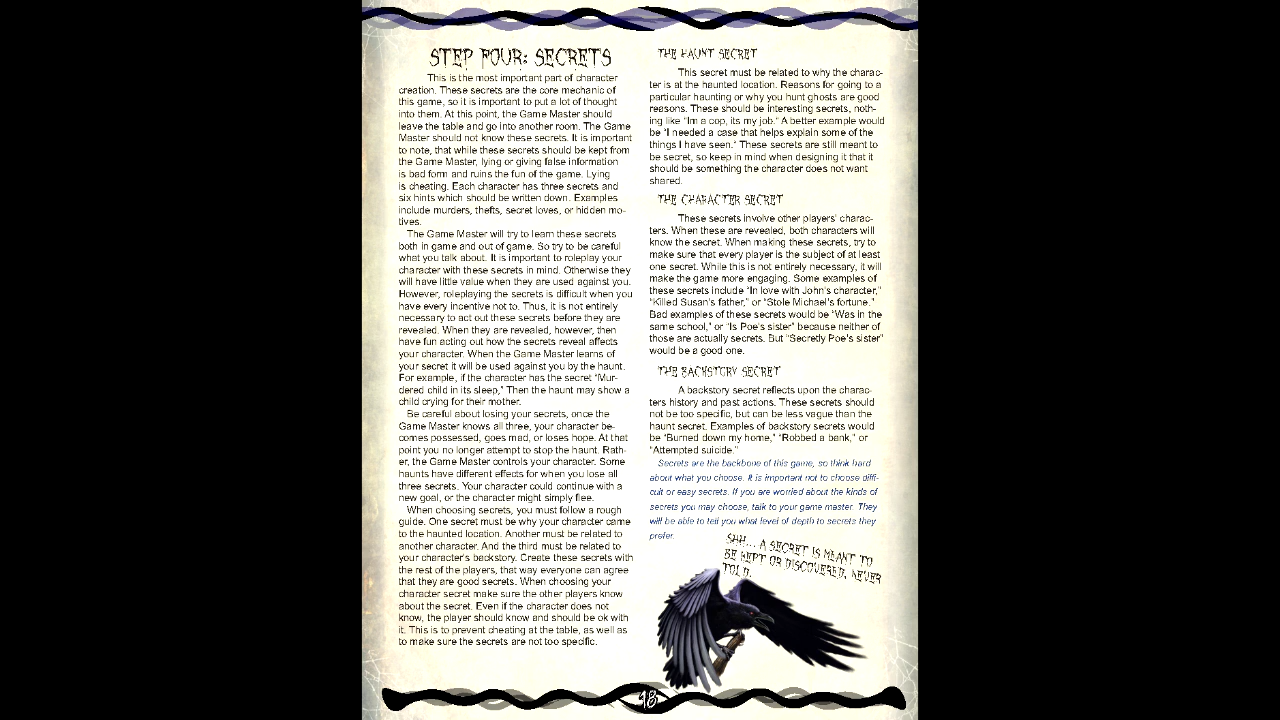 STEP FOUR: SECRETS
This is the most important part of character
creation. These secrets are the core mechanic of
this game, so it is important to put a lot of thought
into them. At this point, the Game Master should
leave the table and go into another room. The Game
Master should not know these secrets. It is important
to note, that while these secrets should be kept from
the Game Master, lying or giving false information
is bad form and ruins the fun of the game. Lying
is cheating. Each character has three secrets and
six hints which should be written down. Examples
include murders, thefts, secret loves, or hidden mo-
tives.
The Game Master will try to learn these secrets
both in game and out of game. So try to be careful
what you talk about. It is important to roleplay your
character with these secrets in mind. Otherwise they
will have little value when they are used against you.
However, roleplaying the secrets is difficult when you
have every incentive not to. Thus, it is not entirely
necessary to act out these secrets before they are
revealed. When they are revealed, however, then
have fun acting out how the secrets reveal affects
your character. When the Game Master learns of
your secret it will be used against you by the haunt.
For example, if the character has the secret "Mur-
dered child in its sleep," Then the haunt may show a
child crying for their mother.
Be careful about losing your secrets, once the
Game Master knows all three, your character be-
comes possessed, goes mad, or loses hope. At that
point you no longer attempt to stop the haunt. Rath-
er, the Game Master controls your character. Some
haunts have different effects for when you lose all
three secrets. Your character could continue with a
new goal, or the character might simply flee.
When choosing secrets, you must follow a rough
guide. One secret must be why your character came
to the haunted location. Another must be related to
another character. And the third must be related to
your character's backstory. Create these secrets with
the rest of the players, that way everyone can agree
that they are good secrets. When choosing your
character secret make sure the other players know
about the secret. Even if the character does not
know, the player should know and should be ok with
it. This is to prevent cheating at the table, as well as
to make sure the secrets are not too specific.
THE HAUNT SECRET
This secret must be related to why the charac-
ter is at the haunted location. Reasons for going to a
particular haunting or why you hunt ghosts are good
reasons. These should be interesting secrets, noth-
ing like "Im a cop, its my job." A better example would
be "I needed a case that helps explain some of the
things I have seen." These secrets are still meant to
be secret, so keep in mind when designing it that it
should be something the character does not want
shared.
THE CHARACTER SECRET
These secrets involve other players' charac-
ters. When these are revealed, both characters will
know the secret. When making these secrets, try to
make sure that every player is the subject of at least
one secret. While this is not entirely necessary, it will
make the game more engaging. Some examples of
these secrets include "In love with John's character,"
"Killed Susan's father," or "Stole Michael's fortune."
Bad examples of these secrets would be "Was in the
same school," or "Is Poe's sister" because neither of
those are actually secrets. But "Secretly Poe's sister"
would be a good one.
THE BACKSTORY SECRET
A backstory secret reflects upon the charac-
ters history and past actions. These secrets should
not be too specific, but can be less vague than the
haunt secret. Examples of backstory secrets would
be "Burned down my home," "Robbed a bank," or
"Attempted suicide."
Secrets are the backbone of this game, so think hard
about what you choose. It is important not to choose diffi-
cult or easy secrets. If you are worried about the kinds of
secrets you may choose, talk to your game master. They
will be able to tell you what level of depth to secrets they
prefer.
SHH... A SECRET IS MEANT TO
BE KEPT OR DISCOVERED, NEVER
TOLD.
18